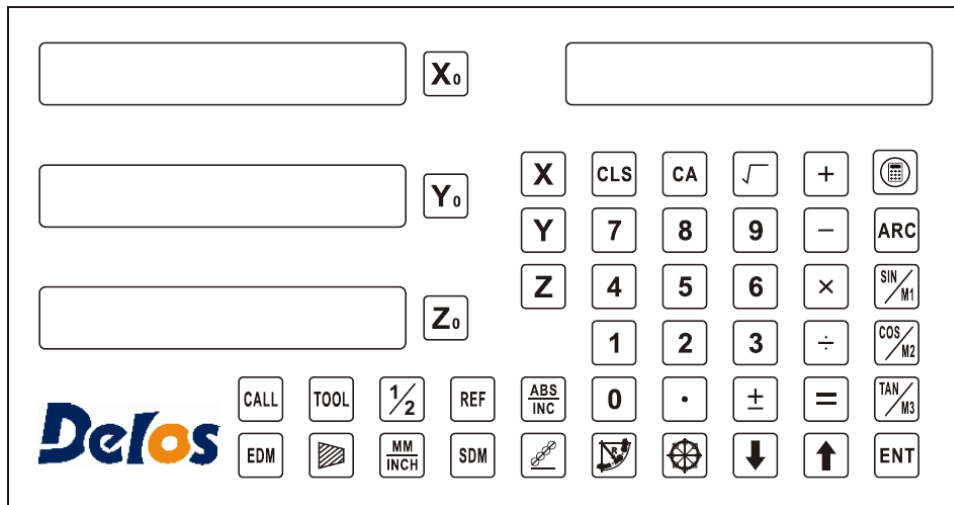 X₀
X CLS CA √ +
Y₀
Y 7 8 9 − ARC
Z 4 5 6 × SIN/M1
Z₀
1 2 3 ÷ COS/M2
CALL TOOL 1/2 REF ABS/INC 0 . ± = TAN/M3
Delos
EDM MM/INCH SDM R ↓ ↑ ENT